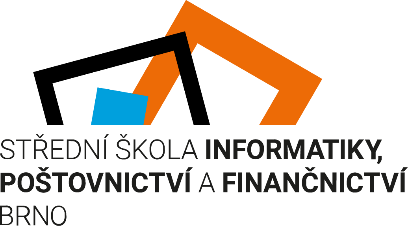 STŘEDNÍ ŠKOLA INFORMATIKY,
POŠTOVNICTVÍ A FINANČNICTVÍ
BRNO